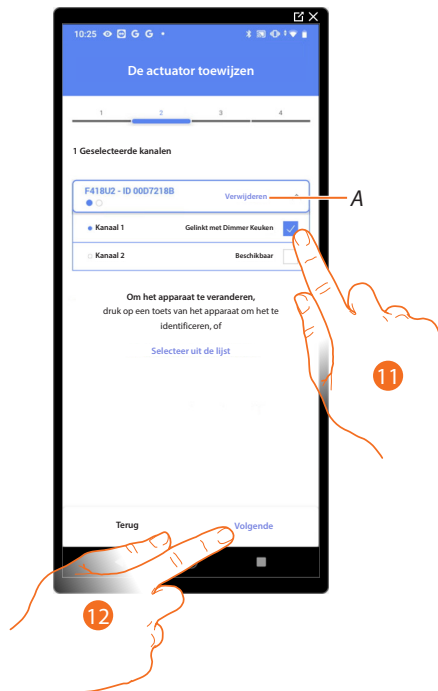 10:25 G G
De actuator toewijzen
1 2 3 4
1 Geselecteerde kanalen
F418U2 - ID 00D7218B Verwijderen A
Kanaal 1 Gelinkt met Dimmer Keuken
Kanaal 2 Beschikbaar
Om het apparaat te veranderen,
druk op een toets van het apparaat om het te
identificeren, of
Selecteer uit de lijst
11
Terug Volgende
12